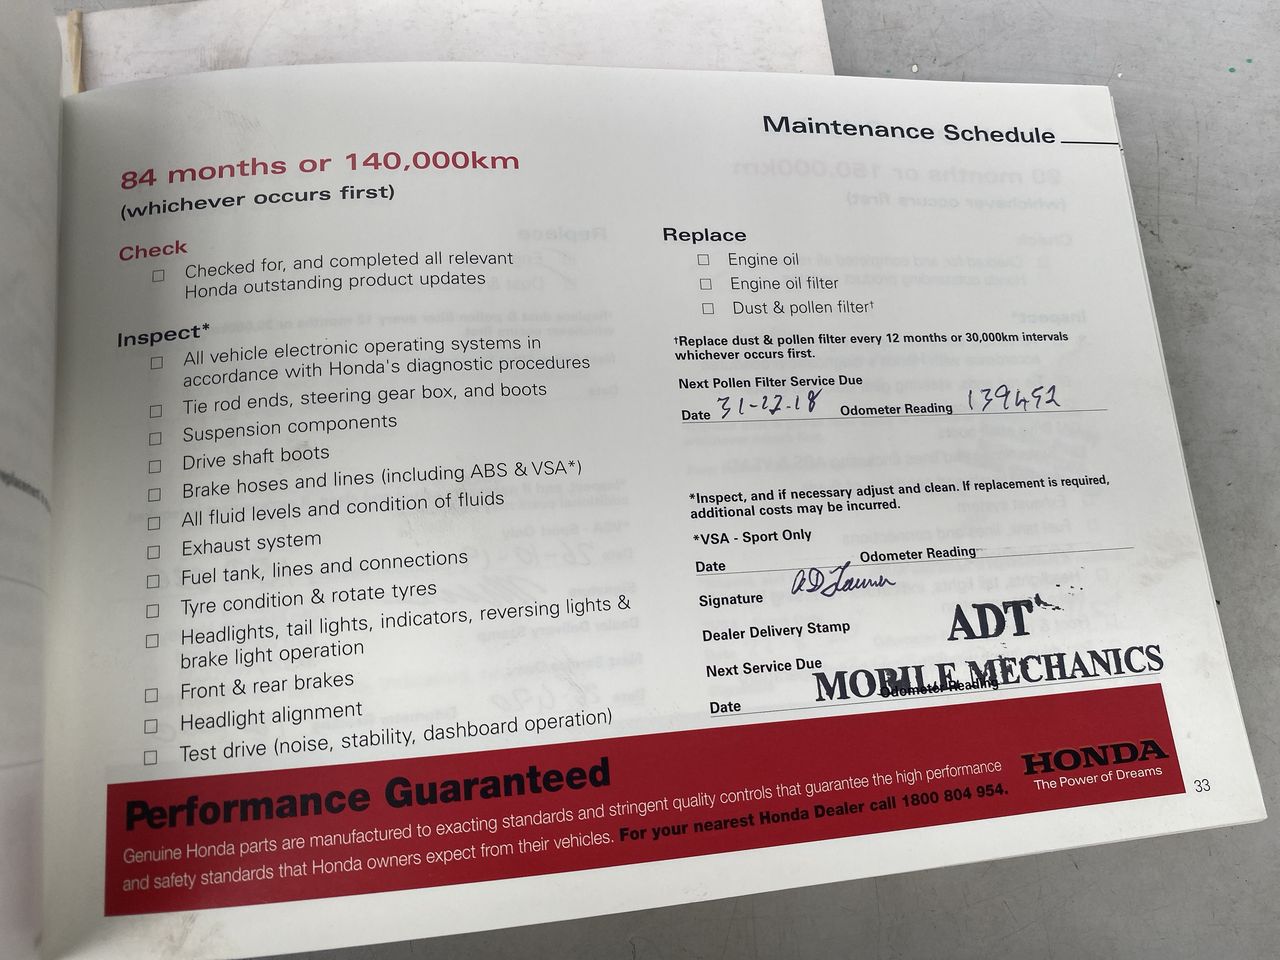 Maintenance Schedule
84 months or 140,000km
(whichever occurs first)
Check
Checked for, and completed all relevant
Honda outstanding product updates
Inspect*
All vehicle electronic operating systems in
accordance with Honda's diagnostic procedures
Tie rod ends, steering gear box, and boots
Suspension components
Drive shaft boots
Brake hoses and lines (including ABS & VSA*)
All fluid levels and condition of fluids
Exhaust system
Fuel tank, lines and connections
Tyre condition & rotate tyres
Headlights, tail lights, indicators, reversing lights &
brake light operation
Front & rear brakes
Headlight alignment
Test drive (noise, stability, dashboard operation)
Replace
Engine oil
Engine oil filter
Dust & pollen filter†
†Replace dust & pollen filter every 12 months or 30,000km intervals
whichever occurs first.
Next Pollen Filter Service Due
Date 31-12-18 Odometer Reading 139452
*Inspect, and if necessary adjust and clean. If replacement is required,
additional costs may be incurred.
*VSA - Sport Only
Date Odometer Reading
Signature
Dealer Delivery Stamp
ADT
Next Service Due
MOBILE MECHANICS
Date Odometer Reading
Performance Guaranteed
Genuine Honda parts are manufactured to exacting standards and stringent quality controls that guarantee the high performance
and safety standards that Honda owners expect from their vehicles. For your nearest Honda Dealer call 1800 804 954.
HONDA
The Power of Dreams
33